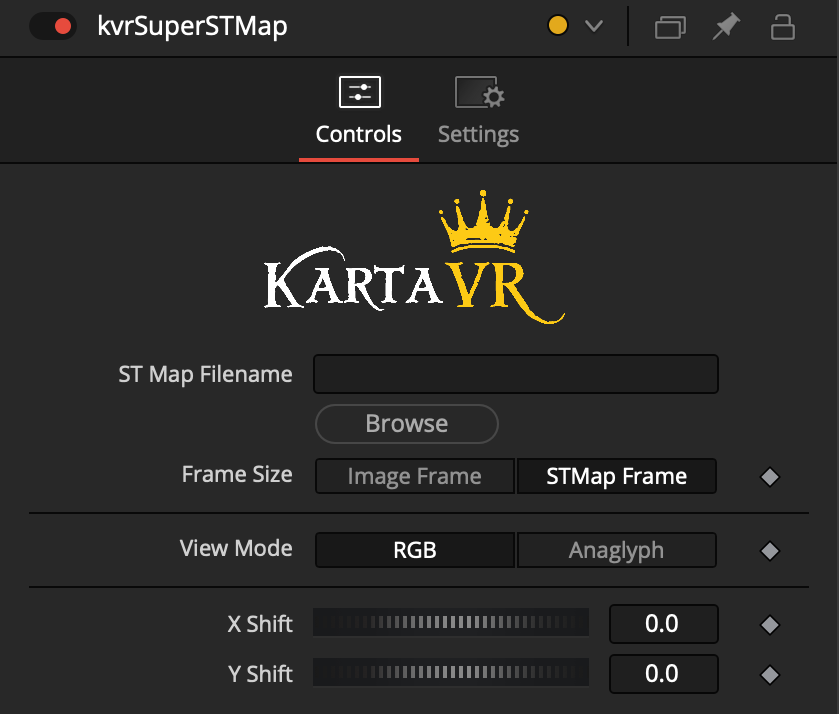 kvrSuperSTMap
Controls
Settings
KARTAVR
ST Map Filename
Browse
Frame Size
Image Frame
STMap Frame
View Mode
RGB
Anaglyph
X Shift
0.0
Y Shift
0.0